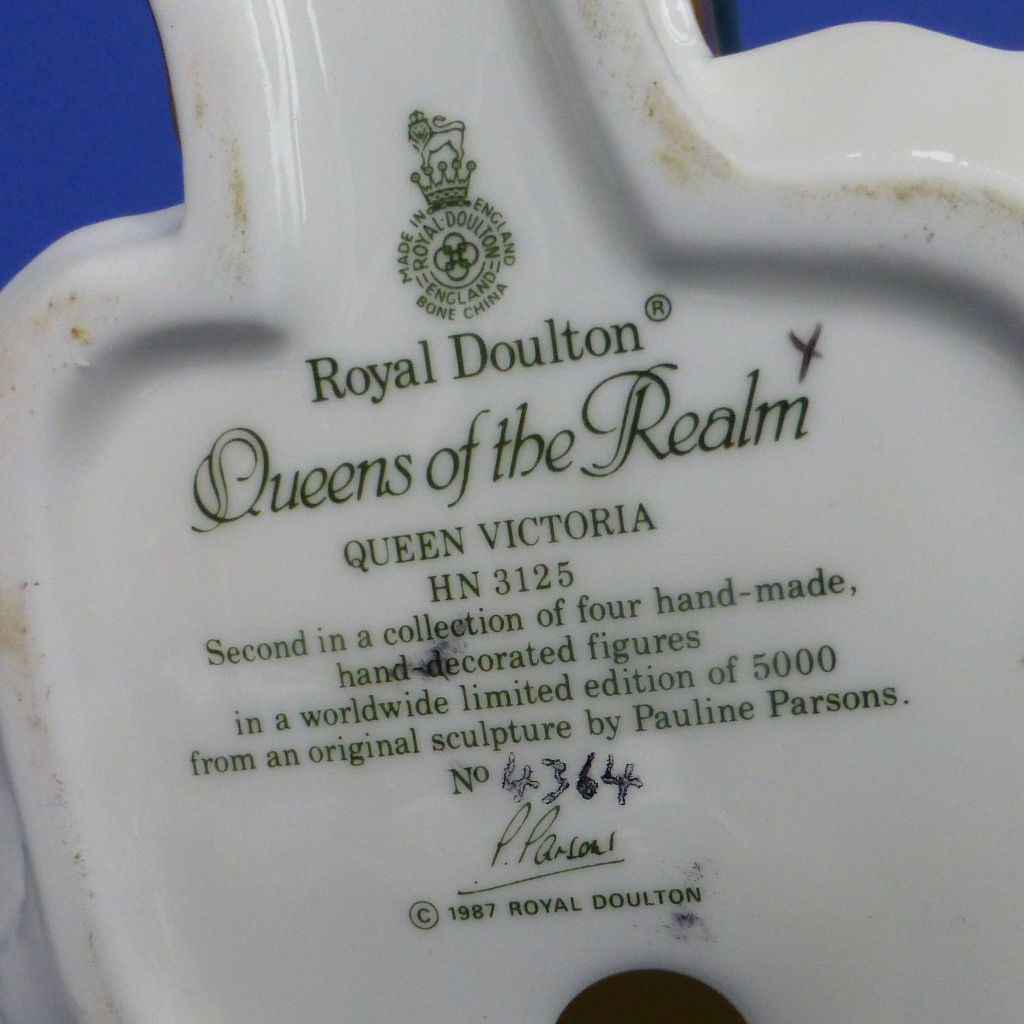 MADE IN ENGLAND
ROYAL·DOULTON
ENGLAND
BONE CHINA
Royal Doulton®
Queens of the Realm
QUEEN VICTORIA
HN 3125
Second in a collection of four hand-made,
hand-decorated figures
in a worldwide limited edition of 5000
from an original sculpture by Pauline Parsons.
No 4364
P. Parsons
© 1987 ROYAL DOULTON